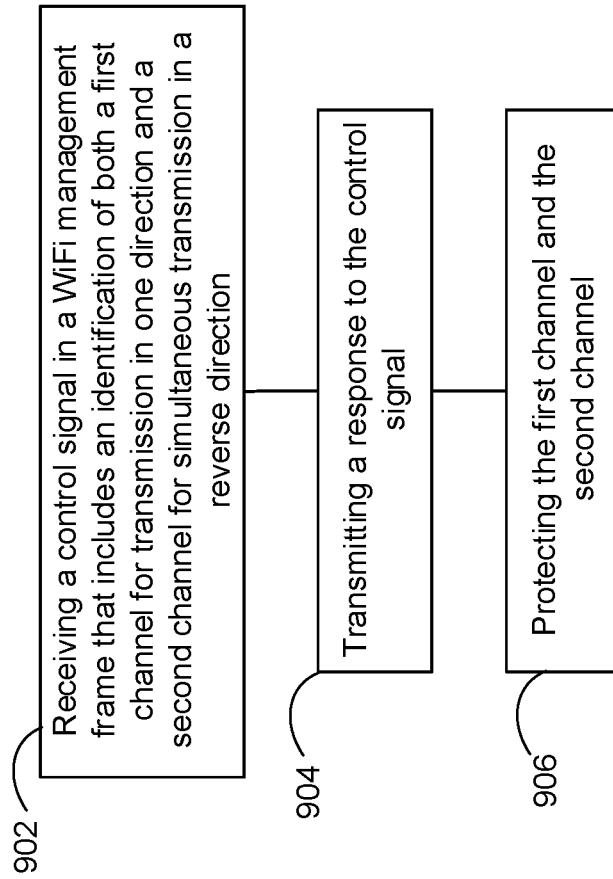 902
Receiving a control signal in a WiFi management
frame that includes an identification of both a first
channel for transmission in one direction and a
second channel for simultaneous transmission in a
reverse direction
904
Transmitting a response to the control
signal
906
Protecting the first channel and the
second channel